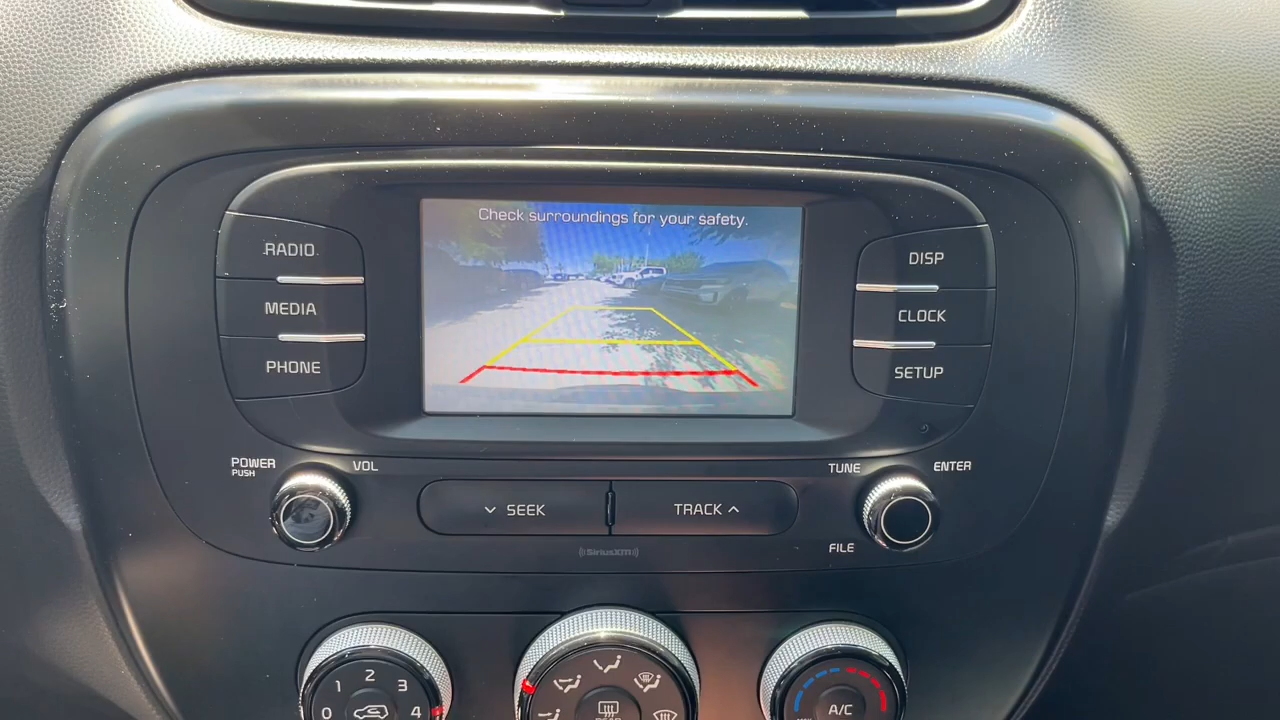 Check surroundings for your safety.
RADIO
MEDIA
PHONE
DISP
CLOCK
SETUP
POWER
PUSH
VOL
TUNE
ENTER
SEEK
TRACK
FILE
SiriusXM
0 1 2 3 4
A/C